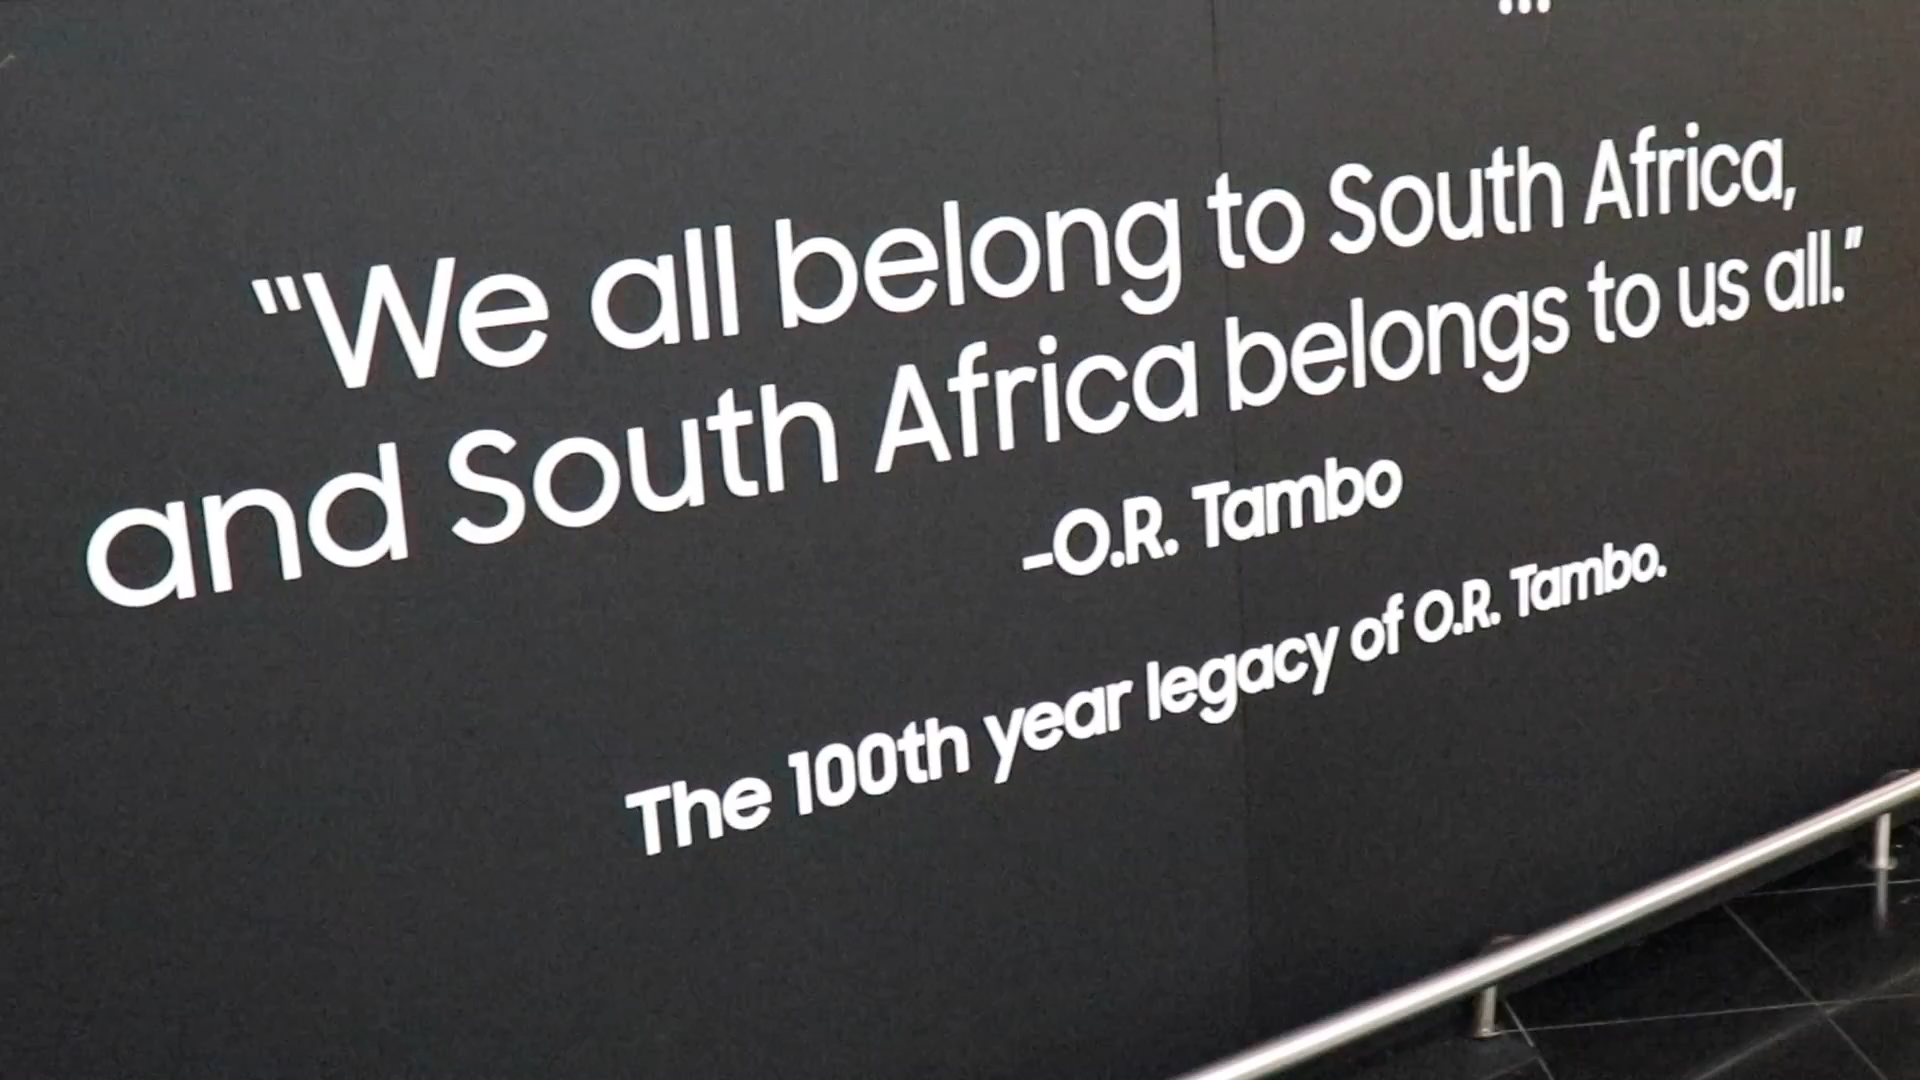 "We all belong to South Africa,
and South Africa belongs to us all."
-O.R. Tambo
The 100th year legacy of O.R. Tambo.